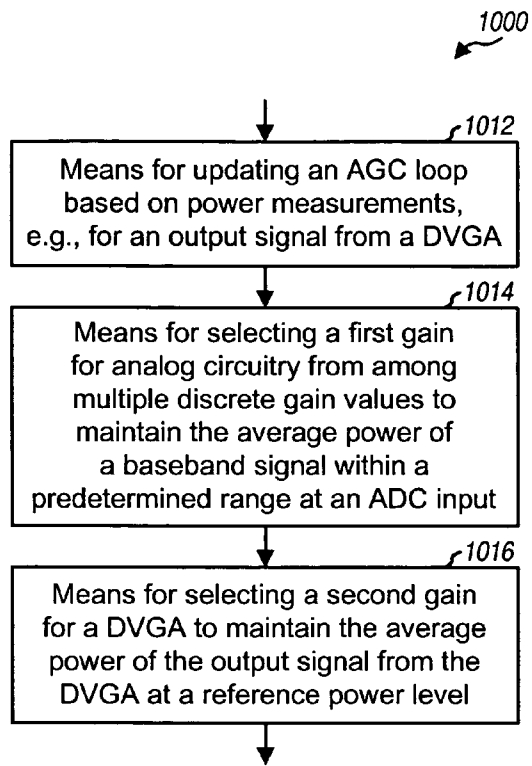 1000
1012
Means for updating an AGC loop
based on power measurements,
e.g., for an output signal from a DVGA
1014
Means for selecting a first gain
for analog circuitry from among
multiple discrete gain values to
maintain the average power of
a baseband signal within a
predetermined range at an ADC input
1016
Means for selecting a second gain
for a DVGA to maintain the average
power of the output signal from the
DVGA at a reference power level